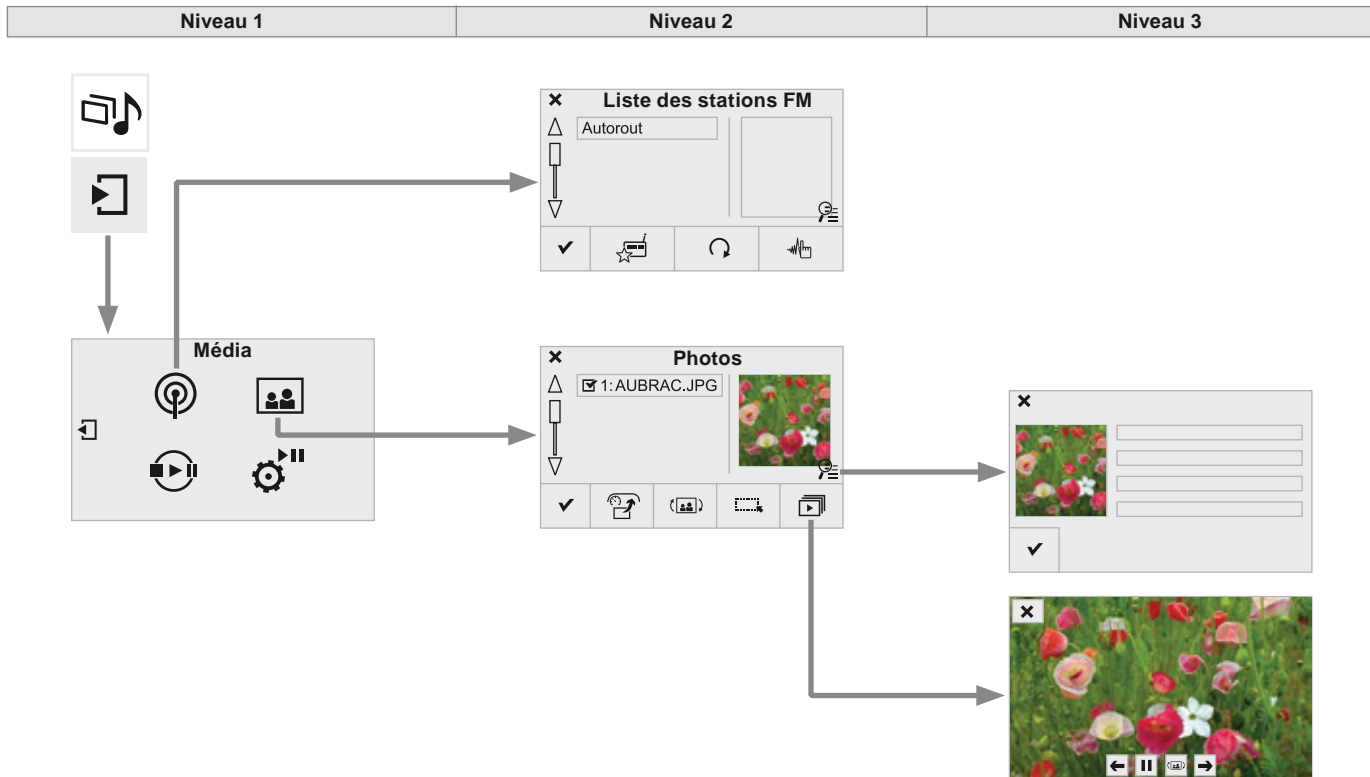 Niveau 1
Niveau 2
Niveau 3
Liste des stations FM
Autorout
Média
Photos
1: AUBRAC.JPG